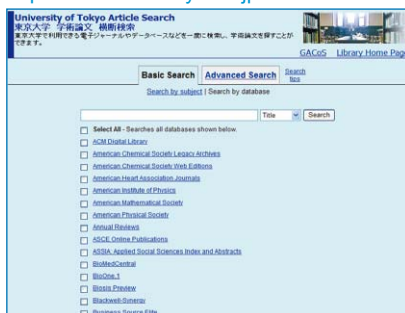 University of Tokyo Article Search
東京大学 学術論文 横断検索
東京大学で利用できる電子ジャーナルやデータベースなどを一度に検索し、学術論文を探すことができます。
GACoS Library Home Page
Basic Search Advanced Search Search tips
Search by subject | Search by database
Title Search
Select All - Searches all databases shown below.
ACM Digital Library
American Chemical Society Legacy Archives
American Chemical Society Web Editions
American Heart Association Journals
American Institute of Physics
American Mathematical Society
American Physical Society
Annual Reviews
ASCE Online Publications
ASSIA: Applied Social Sciences Index and Abstracts
BioMedCentral
BioOne.1
Biosis Preview
Blackwell-Synergy
Business Source Elite